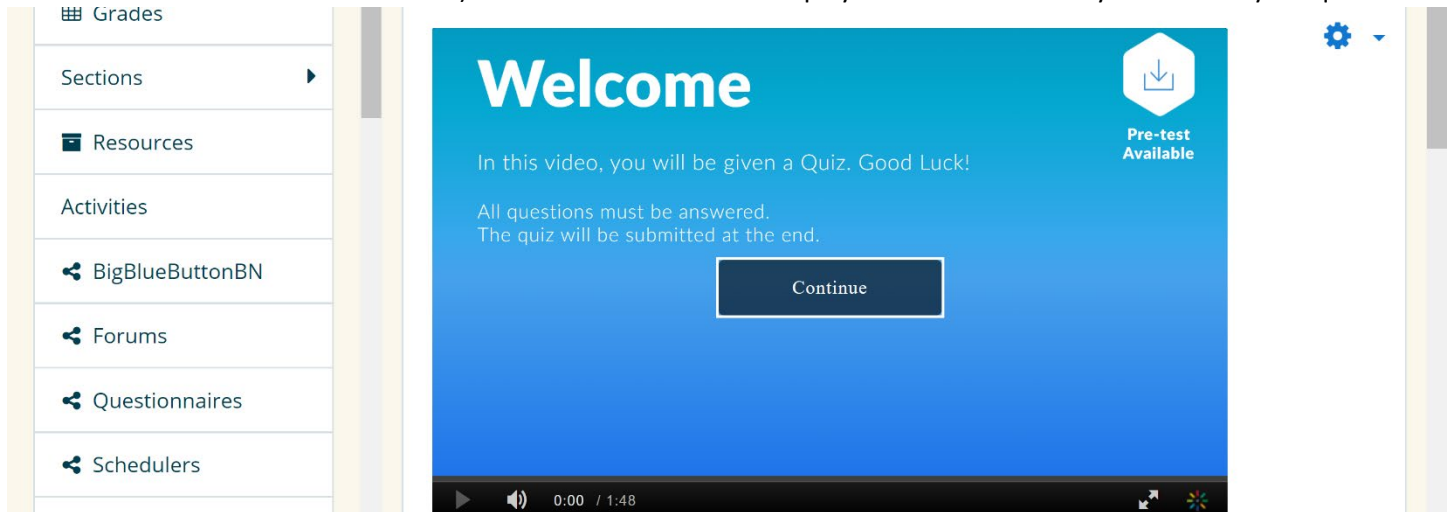 Grades
Sections
Resources
Activities
BigBlueButtonBN
Forums
Questionnaires
Schedulers
Welcome
Pre-test
Available
In this video, you will be given a Quiz. Good Luck!
All questions must be answered.
The quiz will be submitted at the end.
Continue
0:00 / 1:48